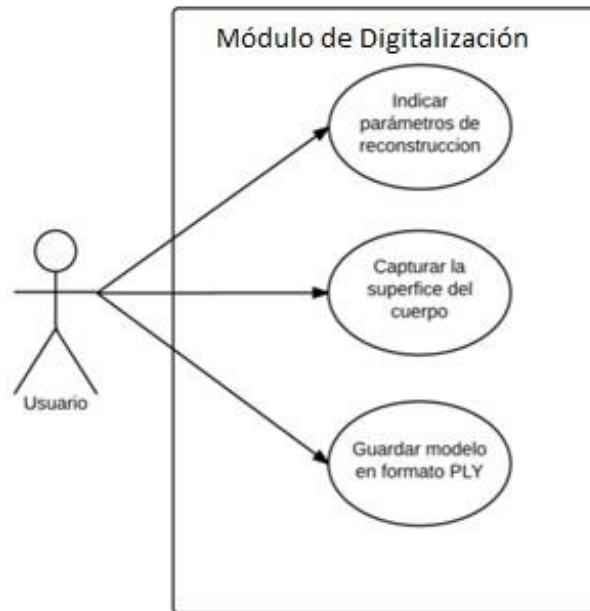 Módulo de Digitalización
Indicar
parámetros de
reconstruccion
Capturar la
superfice del
cuerpo
Usuario
Guardar modelo
en formato PLY